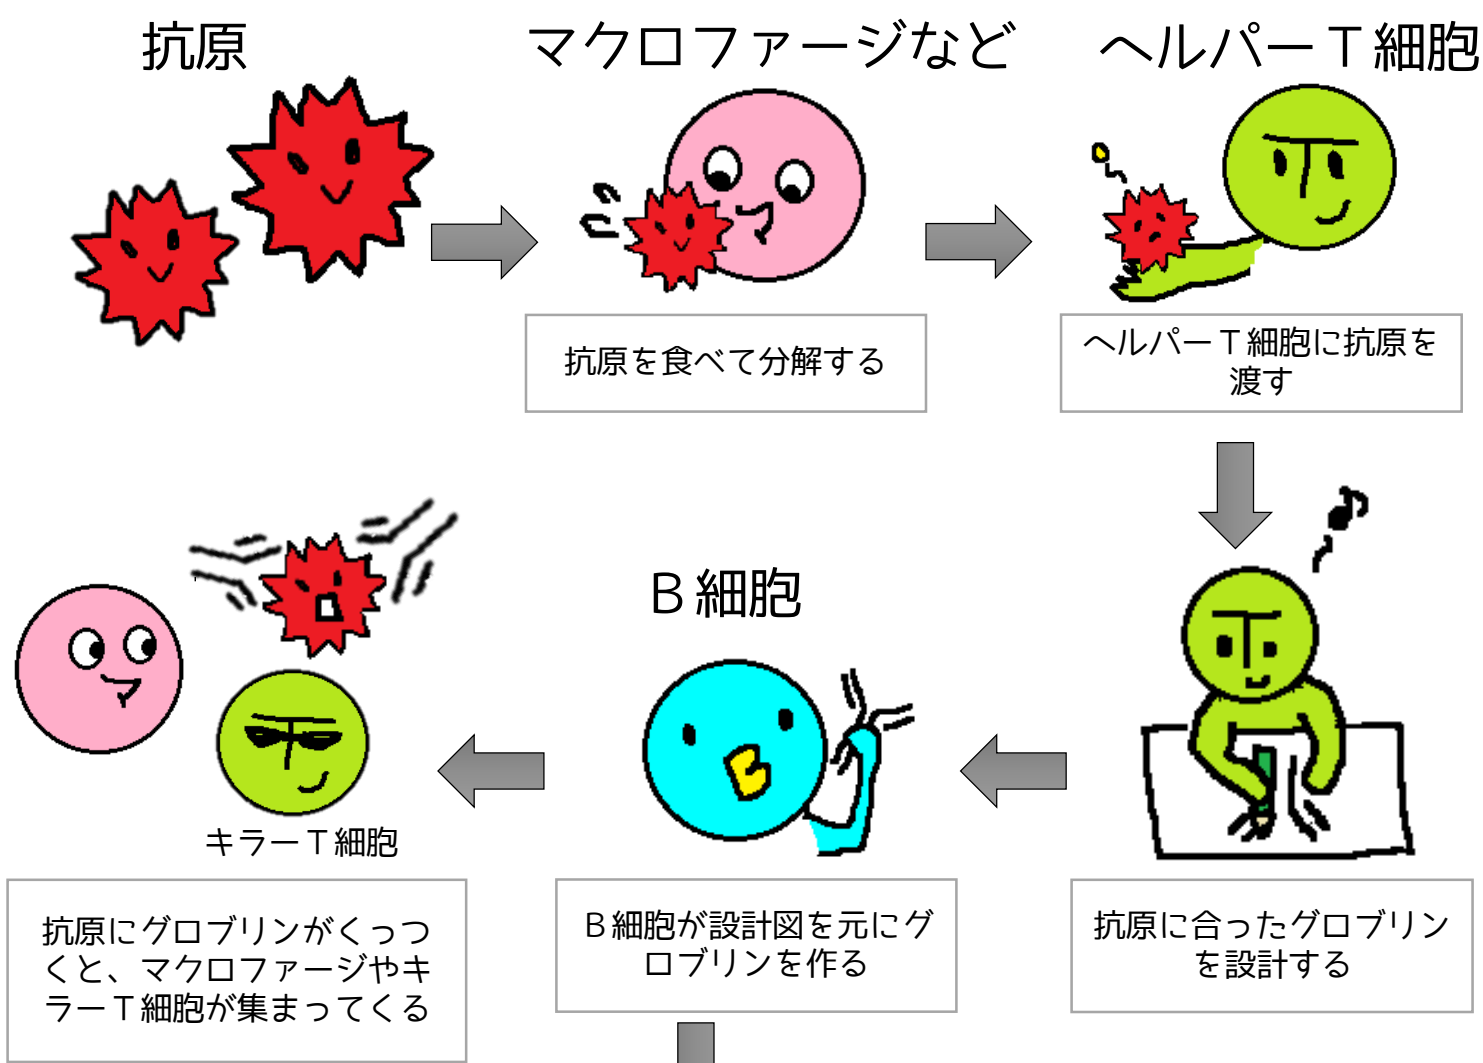 抗原
マクロファージなど
ヘルパーT細胞
抗原を食べて分解する
ヘルパーT細胞に抗原を
渡す
B細胞
キラーT細胞
抗原にグロブリンがくっつ
くと、マクロファージやキ
ラーT細胞が集まってくる
B細胞が設計図を元にグ
ロブリンを作る
抗原に合ったグロブリン
を設計する